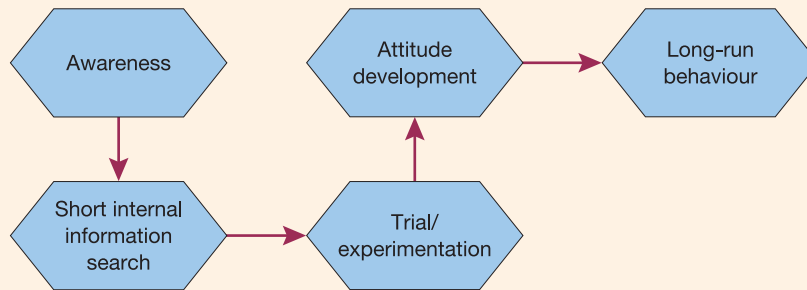 Awareness
Short internal
information
search
Trial/
experimentation
Attitude
development
Long-run
behaviour